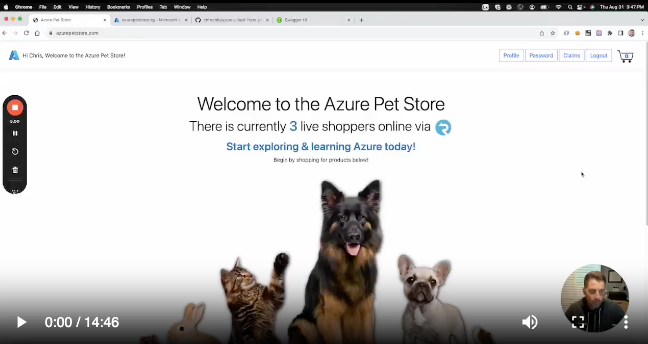 Chrome File Edit View History Bookmarks Profiles Tab Window Help
Thu Aug 31 3:47 PM
Azure Pet Store
Swagger UI
azurepetstore.com
Hi Chris, Welcome to the Azure Pet Store!
Profile Password Claims Logout
0
Welcome to the Azure Pet Store
There is currently 3 live shoppers online via
Start exploring & learning Azure today!
Begin by shopping for products below!
0:00
0:00 / 14:46